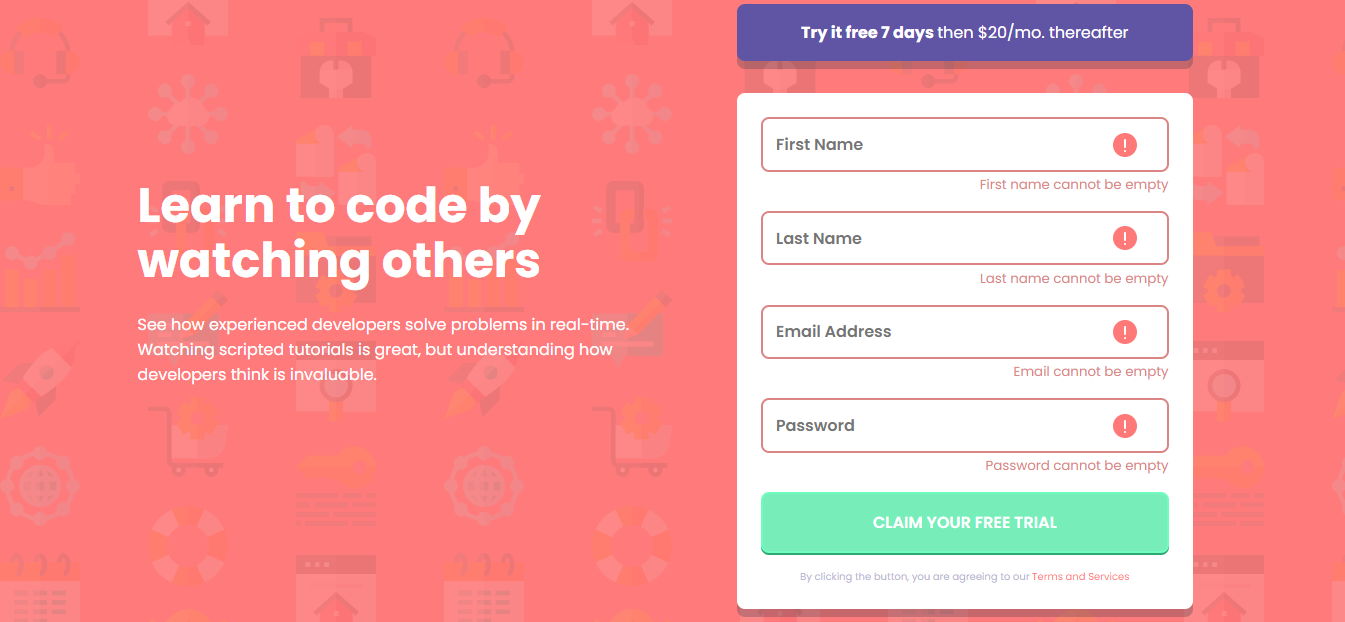 Learn to code by
watching others
See how experienced developers solve problems in real-time.
Watching scripted tutorials is great, but understanding how
developers think is invaluable.
Try it free 7 days then $20/mo. thereafter
First Name
First name cannot be empty
Last Name
Last name cannot be empty
Email Address
Email cannot be empty
Password
Password cannot be empty
CLAIM YOUR FREE TRIAL
By clicking the button, you are agreeing to our Terms and Services